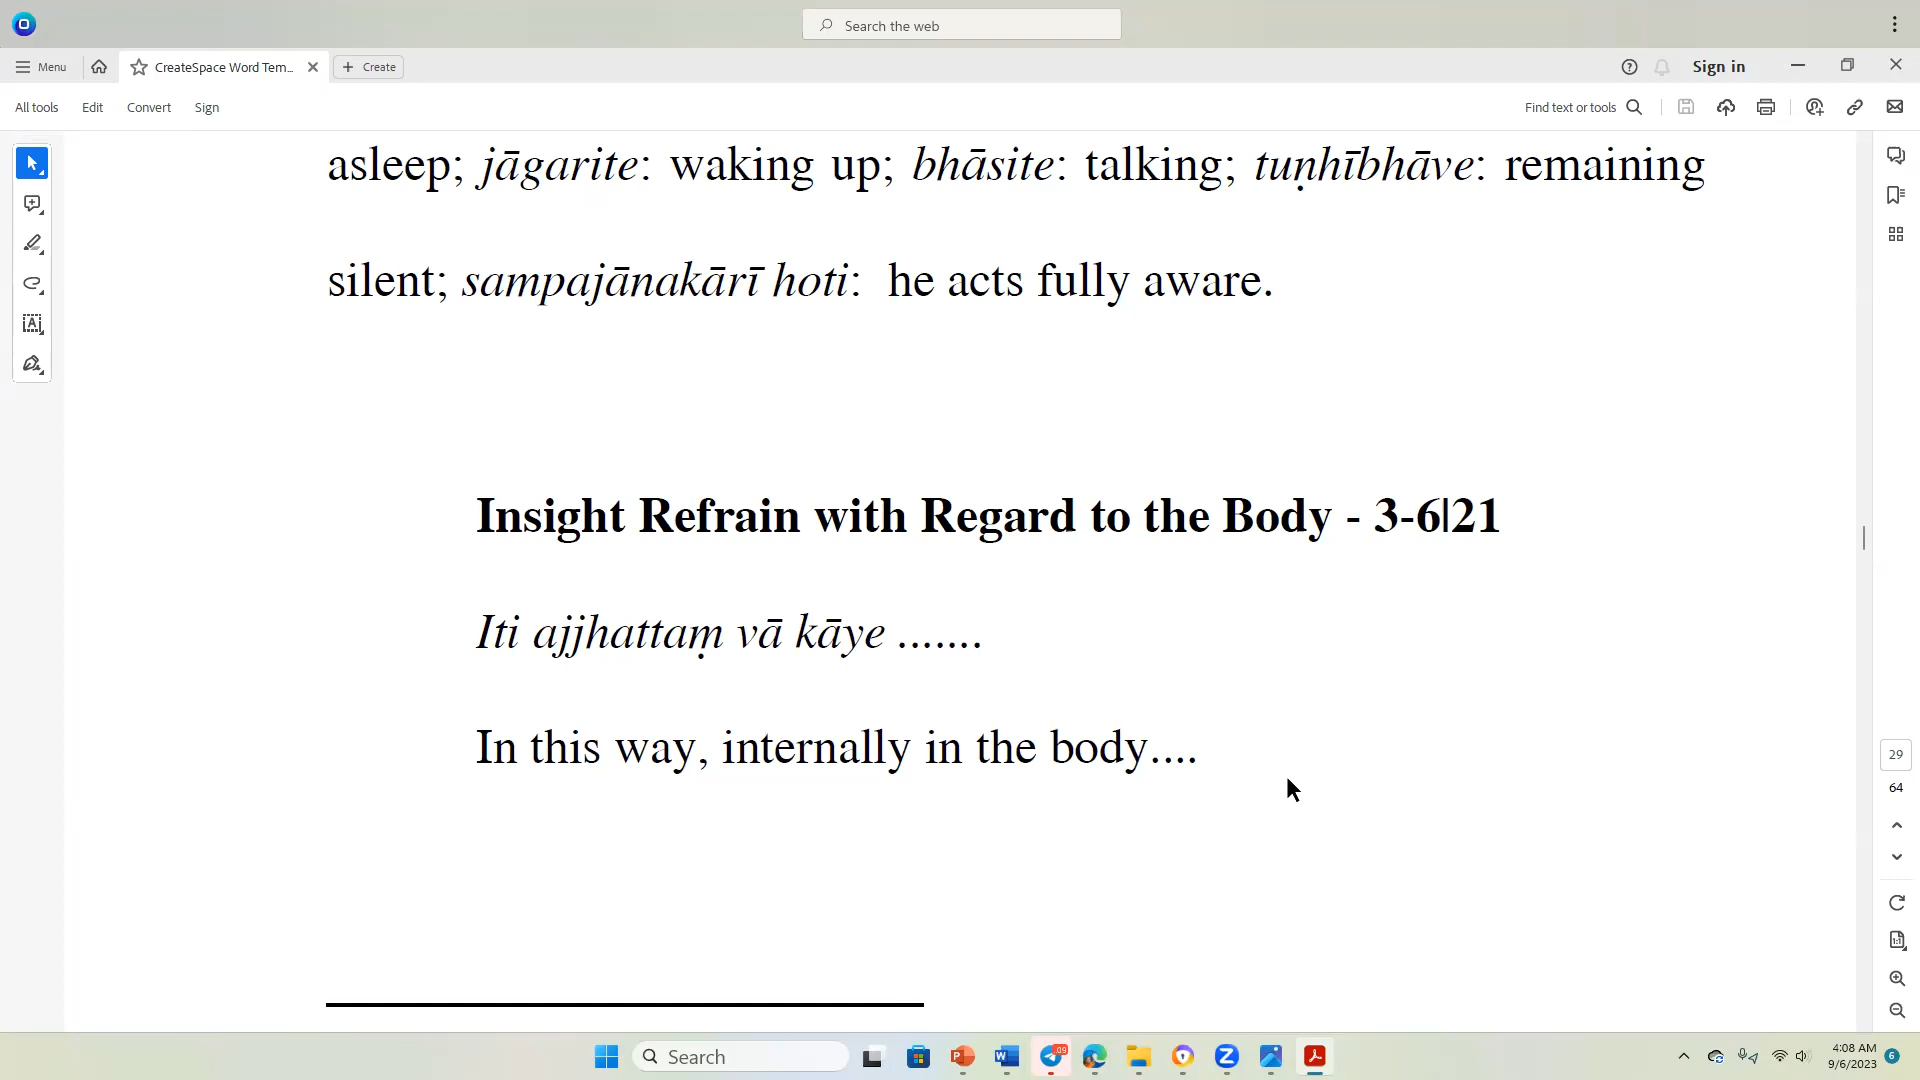 Search the web
Menu
CreateSpace Word Tem...
Create
Sign in
All tools
Edit
Convert
Sign
Find text or tools
asleep; jāgarite: waking up; bhāsite: talking; tuṇhībhāve: remaining
silent; sampajānakārī hoti: he acts fully aware.
Insight Refrain with Regard to the Body - 3-6|21
Iti ajjhattaṃ vā kāye .......
In this way, internally in the body....
29
64
Search
4:08 AM
9/6/2023
6